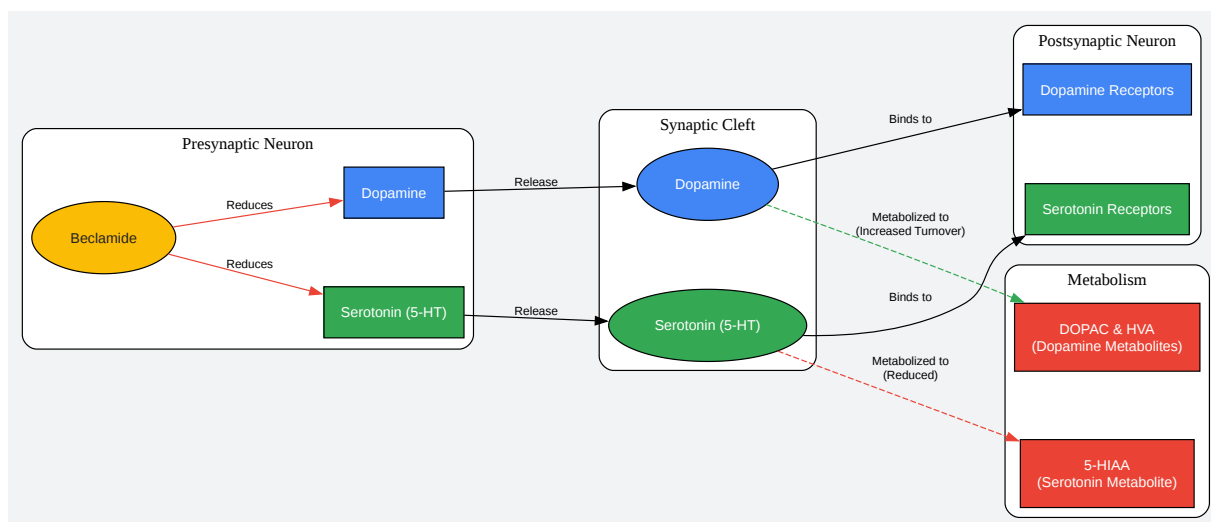 Presynaptic Neuron
Beclamide
Reduces
Reduces
Dopamine
Serotonin (5-HT)
Release
Release
Synaptic Cleft
Dopamine
Serotonin (5-HT)
Binds to
Metabolized to
(Increased Turnover)
Binds to
Metabolized to
(Reduced)
Postsynaptic Neuron
Dopamine Receptors
Serotonin Receptors
Metabolism
DOPAC & HVA
(Dopamine Metabolites)
5-HIAA
(Serotonin Metabolite)